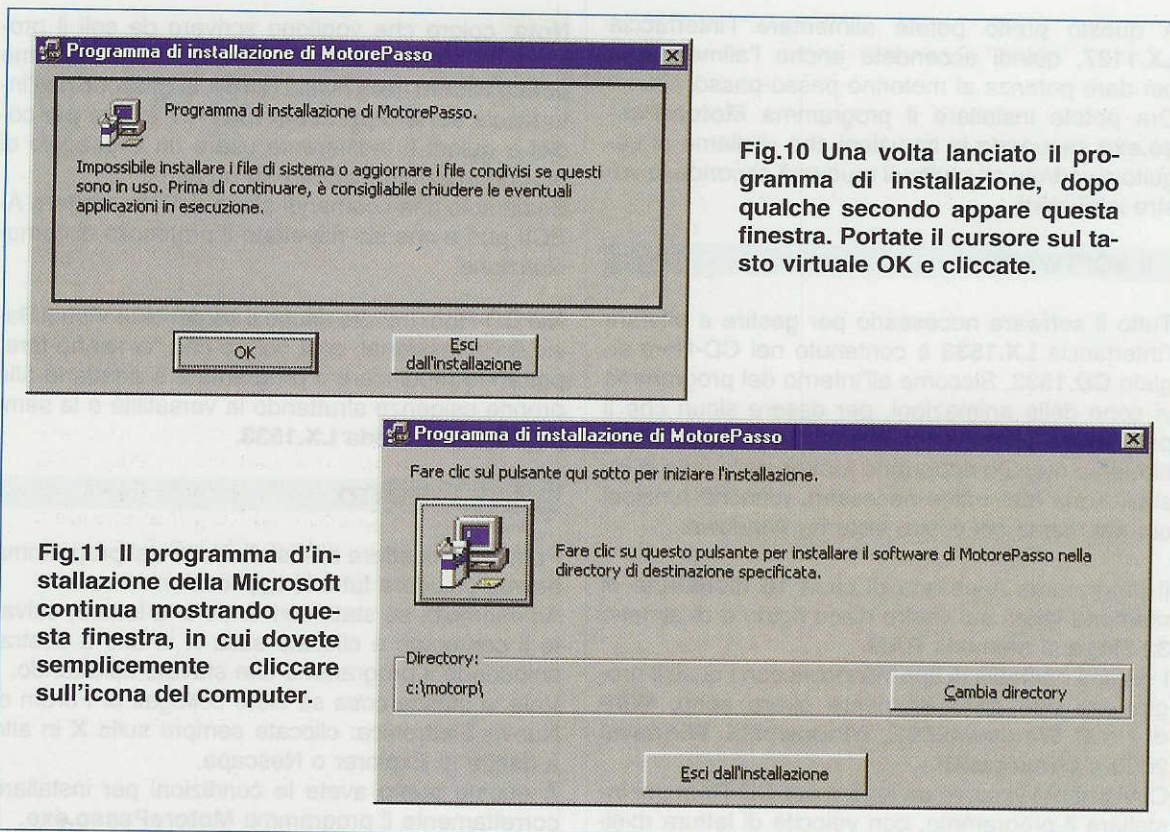 Programma di installazione di MotorePasso
Programma di installazione di MotorePasso.
Impossibile installare i file di sistema o aggiornare i file condivisi se questi
sono in uso. Prima di continuare, è consigliabile chiudere le eventuali
applicazioni in esecuzione.
OK
Esci
dall'installazione
Fig.10 Una volta lanciato il pro-
gramma di installazione, dopo
qualche secondo appare questa
finestra. Portate il cursore sul ta-
sto virtuale OK e cliccate.
Fig.11 Il programma d'in-
stallazione della Microsoft
continua mostrando que-
sta finestra, in cui dovete
semplicemente cliccare
sull'icona del computer.
Programma di installazione di MotorePasso
Fare clic sul pulsante qui sotto per iniziare l'installazione.
Fare clic su questo pulsante per installare il software di MotorePasso nella
directory di destinazione specificata.
Directory:
c:\motorp\
Cambia directory
Esci dall'installazione